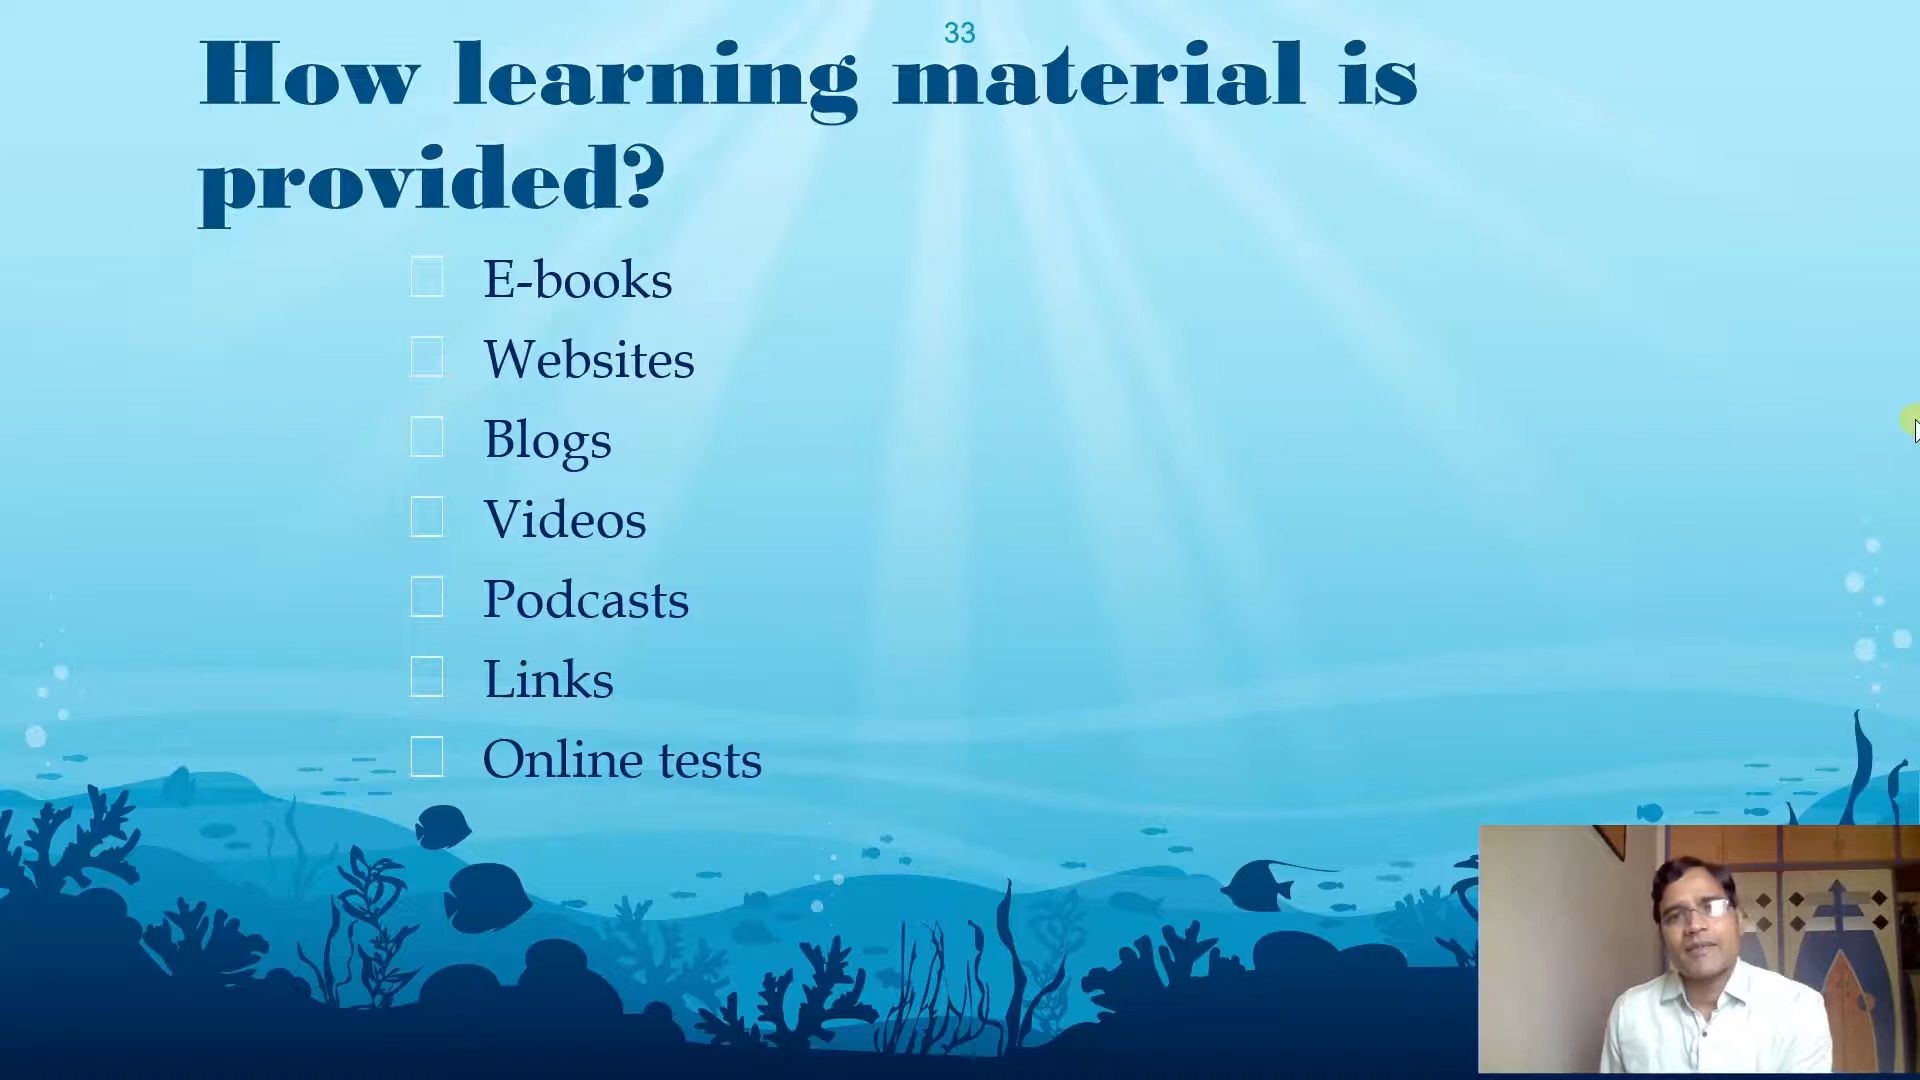 33
How learning material is
provided?
E-books
Websites
Blogs
Videos
Podcasts
Links
Online tests